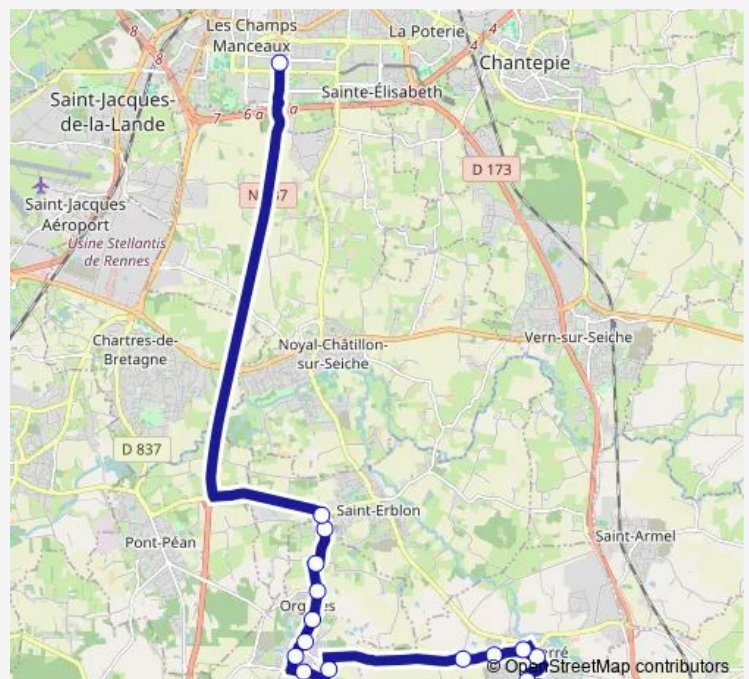 Les Champs
Manceaux
La Poterie
Chantepie
8
8
4
4
Saint-Jacques-
de-la-Lande
Sainte-Élisabeth
7
6 a
a
D 173
Saint-Jacques
Aéroport
Usine Stellantis
de Rennes
Chartres-de-
Bretagne
Noyal-Châtillon-
sur-Seiche
Vern-sur-Seiche
D 837
Saint-Erblon
Pont-Péan
Saint-Armel
© OpenStreetMap contributors